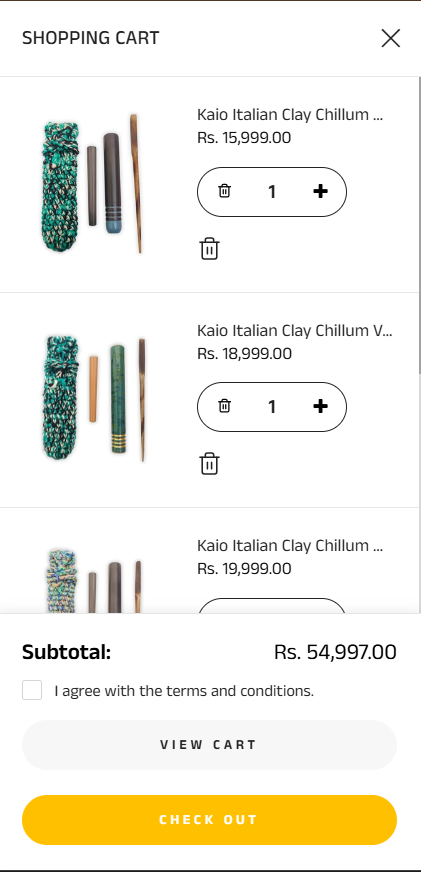 SHOPPING CART
Kaio Italian Clay Chillum ...
Rs. 15,999.00
1
Kaio Italian Clay Chillum V...
Rs. 18,999.00
1
Kaio Italian Clay Chillum ...
Rs. 19,999.00
Subtotal: Rs. 54,997.00
I agree with the terms and conditions.
VIEW CART
CHECK OUT